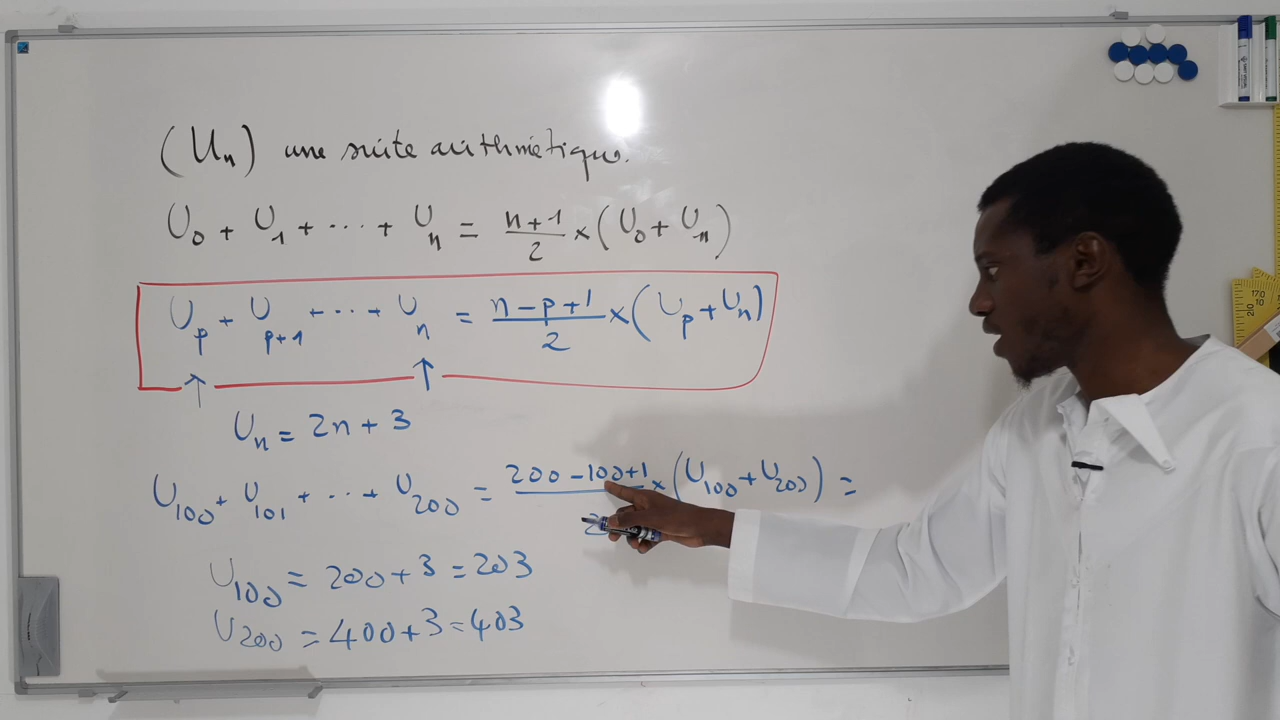 (Un) une suite arithmétique.
U0 + U1 + ... + Un = n+1/2 × (U0 + Un)
Up + Up+1 + ... + Un = n-p+1/2 × (Up + Un)
Un = 2n + 3
U100 + U101 + ... + U200 = 200-100+1/2 × (U100 + U200) =
U100 = 200+3 = 203
U200 = 400+3 = 403
170